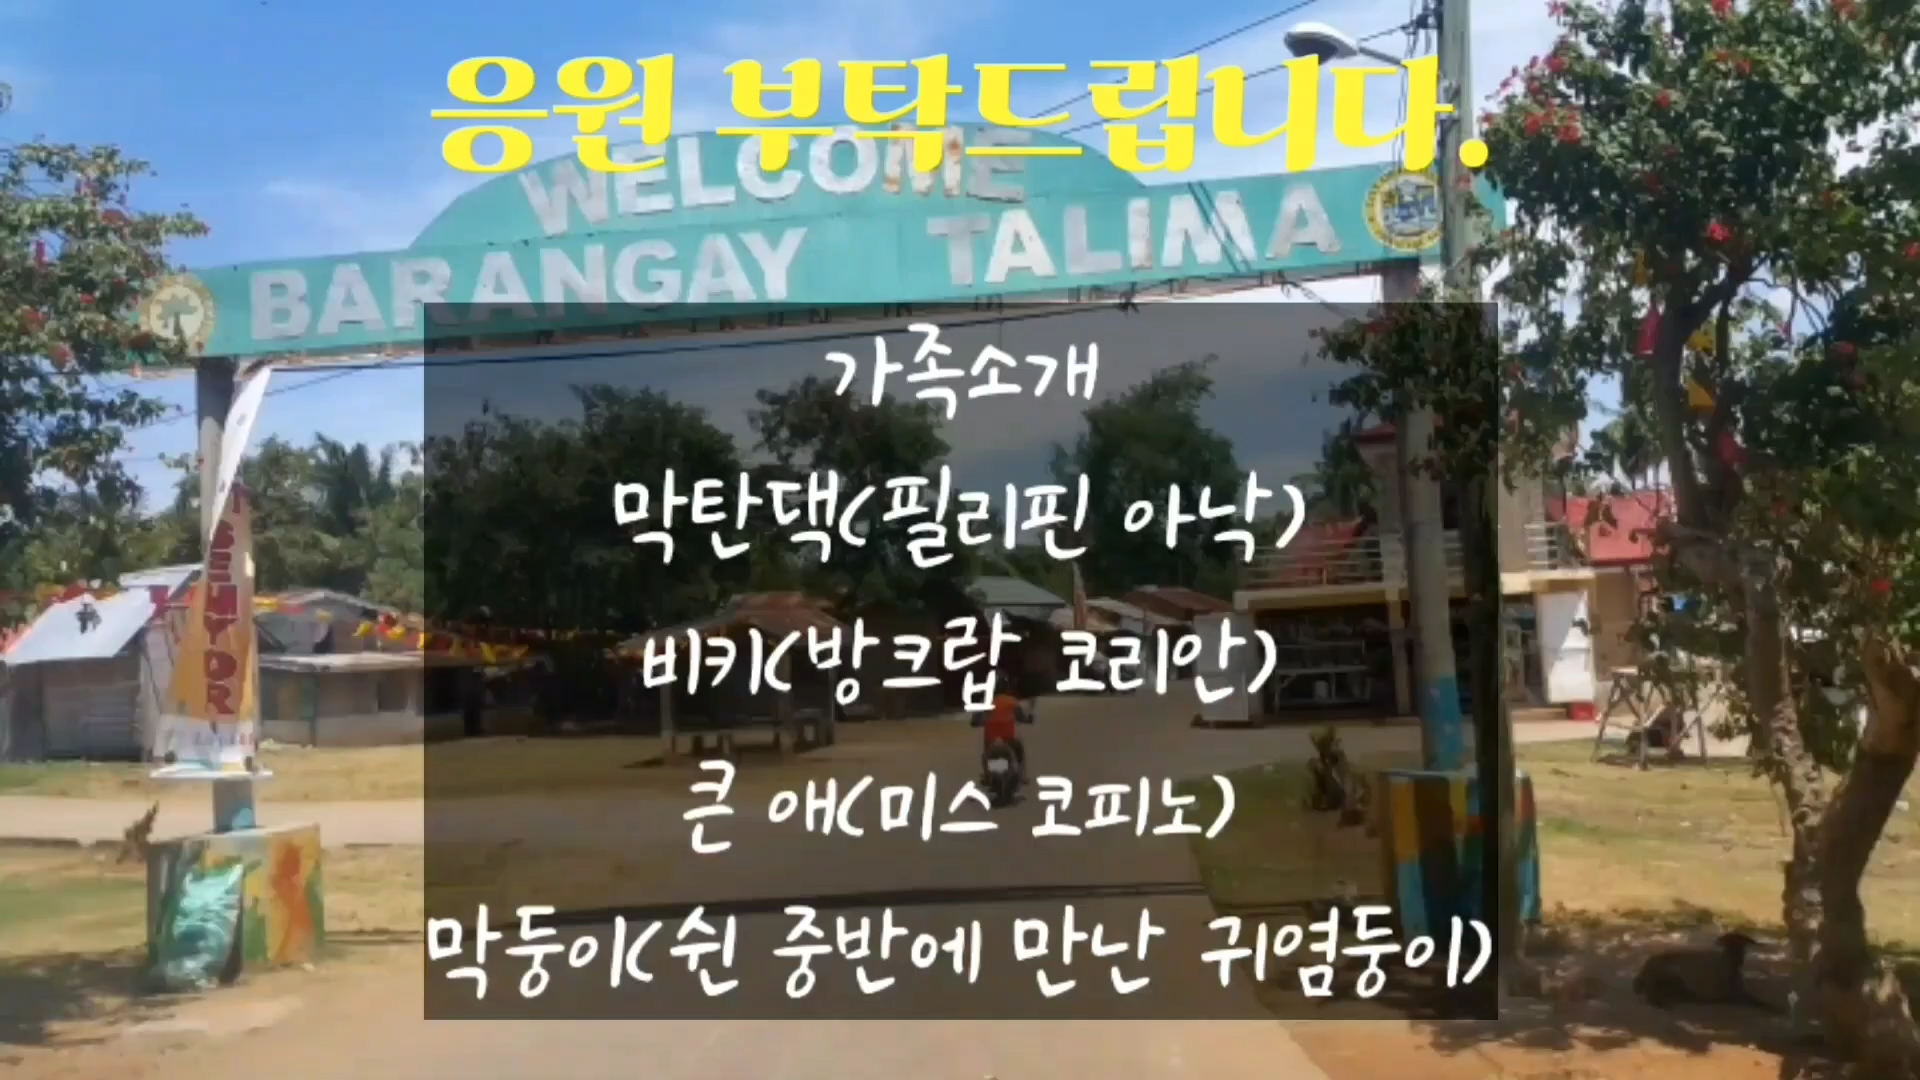 응원 부탁드립니다.
WELCOME
BARANGAY TALIMA
가족소개
막탄댁(필리핀 아낙)
비키(방크랍 코리안)
큰 애(미스 코피노)
막둥이(쉰 중반에 만난 귀염둥이)